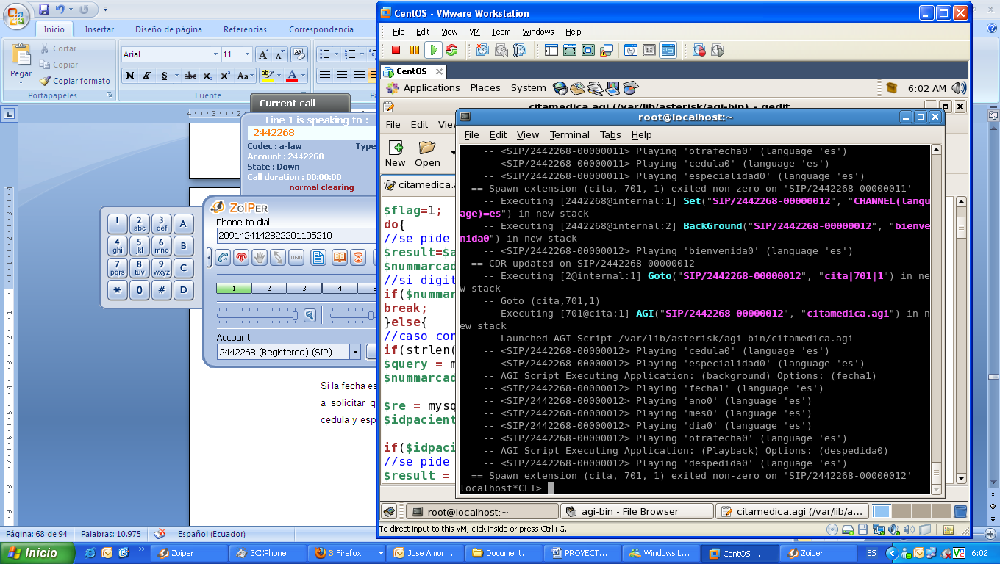 CentOS - VMware Workstation
Inicio Insertar Diseño de página Referencias Correspondencia
File Edit View VM Team Windows Help
Pegar
Cortar
Copiar
Copiar formato
Portapapeles
Arial 11
N K S abc x₂ x² Aa
Fuente
CentOS
Applications Places System 6:02 AM
citamedica.agi (/var/lib/asterisk/agi-bin) - gedit
File Edit View
New Open
citamedica.a
$flag=1;
do{
//se pide
$result=$a
$nummarcad
//si digit
if($nummar
break;
}else{
//caso con
if(strlen(
$query = m
$nummarcad
$re = mysq
$idpacient
if($idpaci
//se pide
$result =
root@localhost:~
File Edit View Terminal Tabs Help
-- <SIP/2442268-00000011> Playing 'otrafecha0' (language 'es')
-- <SIP/2442268-00000011> Playing 'cedula0' (language 'es')
-- <SIP/2442268-00000011> Playing 'especialidad0' (language 'es')
== Spawn extension (cita, 701, 1) exited non-zero on 'SIP/2442268-00000011'
-- Executing [2442268@internal:1] Set("SIP/2442268-00000012", "CHANNEL(langu
age)=es") in new stack
-- Executing [2442268@internal:2] BackGround("SIP/2442268-00000012", "bienve
nida0") in new stack
-- <SIP/2442268-00000012> Playing 'bienvenida0' (language 'es')
== CDR updated on SIP/2442268-00000012
-- Executing [2@internal:1] Goto("SIP/2442268-00000012", "cita|701|1") in ne
w stack
-- Goto (cita,701,1)
-- Executing [701@cita:1] AGI("SIP/2442268-00000012", "citamedica.agi") in n
ew stack
-- Launched AGI Script /var/lib/asterisk/agi-bin/citamedica.agi
-- <SIP/2442268-00000012> Playing 'cedula0' (language 'es')
-- <SIP/2442268-00000012> Playing 'especialidad0' (language 'es')
-- AGI Script Executing Application: (background) Options: (fecha1)
-- <SIP/2442268-00000012> Playing 'fecha1' (language 'es')
-- <SIP/2442268-00000012> Playing 'ano0' (language 'es')
-- <SIP/2442268-00000012> Playing 'mes0' (language 'es')
-- <SIP/2442268-00000012> Playing 'dia0' (language 'es')
-- <SIP/2442268-00000012> Playing 'otrafecha0' (language 'es')
-- AGI Script Executing Application: (Playback) Options: (despedida0)
-- <SIP/2442268-00000012> Playing 'despedida0' (language 'es')
== Spawn extension (cita, 701, 1) exited non-zero on 'SIP/2442268-00000012'
localhost*CLI>
Current call
Line 1 is speaking to :
2442268
Codec : a-law Type
Account : 2442268
State : Down
Call duration : 00:00:00
normal clearing
ZoIPER
Phone to dial
2091424142822201105210
DND
1 2 3 4 5
Account
2442268 (Registered) (SIP)
1 2 abc 3 def A
4 ghi 5 jkl 6 mno B
7 pqrs 8 tuv 9 wxyz C
* 0 # D
Si la fecha es
a solicitar q
cedula y esp
root@localhost:~ agi-bin - File Browser citamedica.agi (/var/lib/a...
To direct input to this VM, click inside or press Ctrl+G.
Página: 68 de 94 Palabras: 10.975 Español (Ecuador)
Inicio Zoiper 3CXPhone 3 Firefox Jose Amor... Document... PROYECT... Windows L... CentOS - ... Zoiper ES 6:02